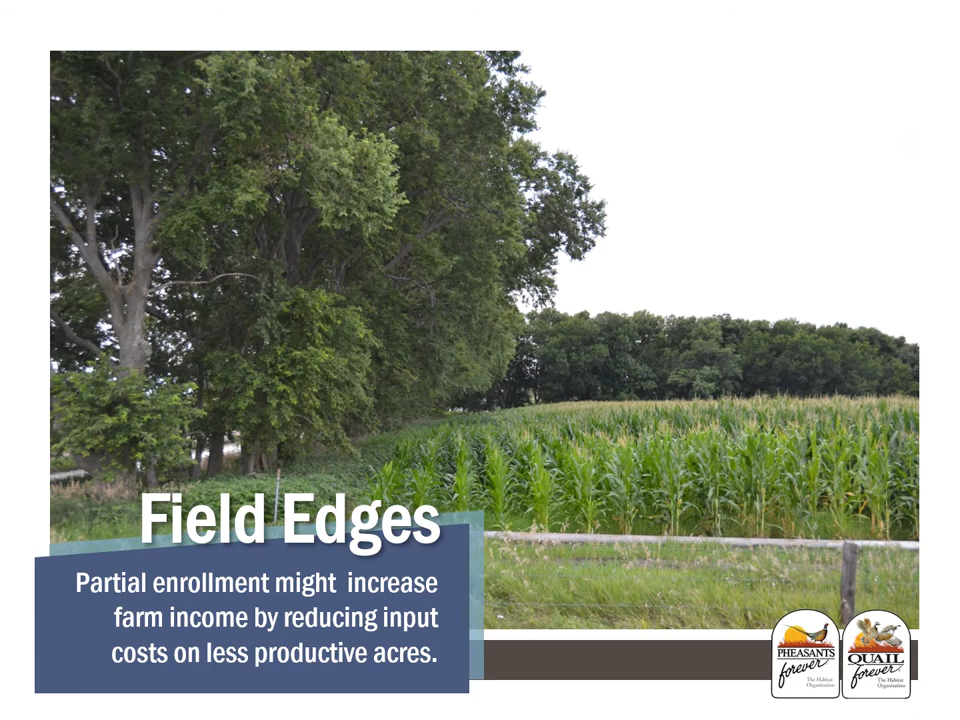 Field Edges
Partial enrollment might  increase
farm income by reducing input
costs on less productive acres.
PHEASANTS
forever
The Habitat
Organization
QUAIL
forever
The Habitat
Organization